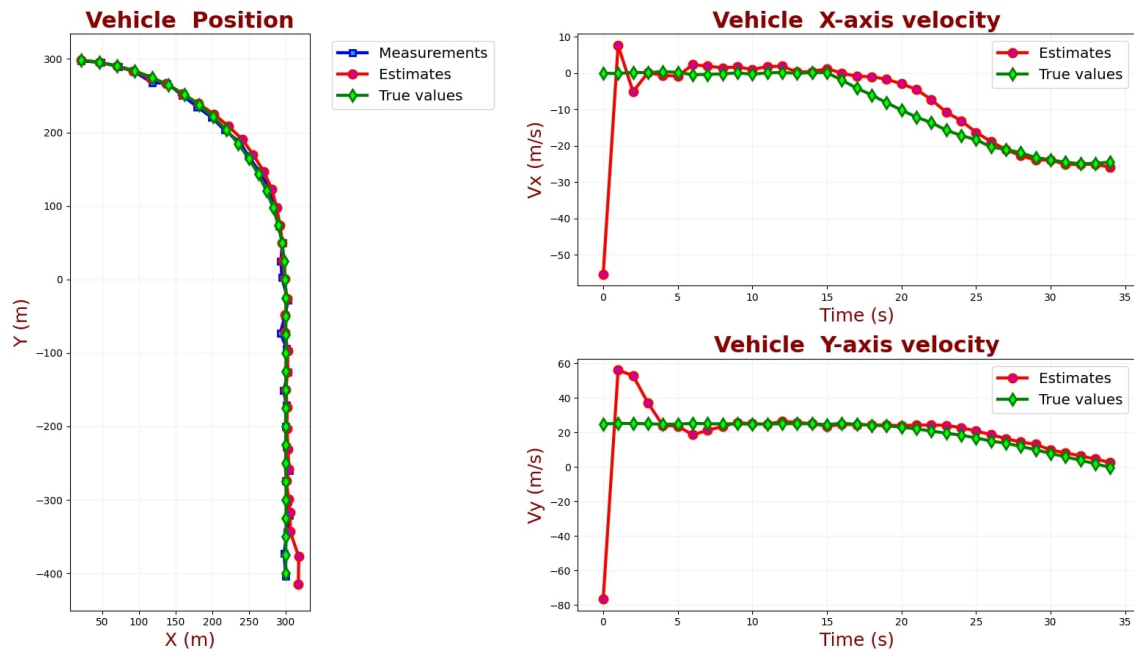 Vehicle  Position
300
200
100
0
−100
−200
−300
−400
Y (m)
50
100
150
200
250
300
X (m)
Measurements
Estimates
True values
Vehicle  X-axis velocity
10
0
−10
−20
−30
−40
−50
Vx (m/s)
0
5
10
15
20
25
30
35
Time (s)
Estimates
True values
Vehicle  Y-axis velocity
60
40
20
0
−20
−40
−60
−80
Vy (m/s)
0
5
10
15
20
25
30
35
Time (s)
Estimates
True values